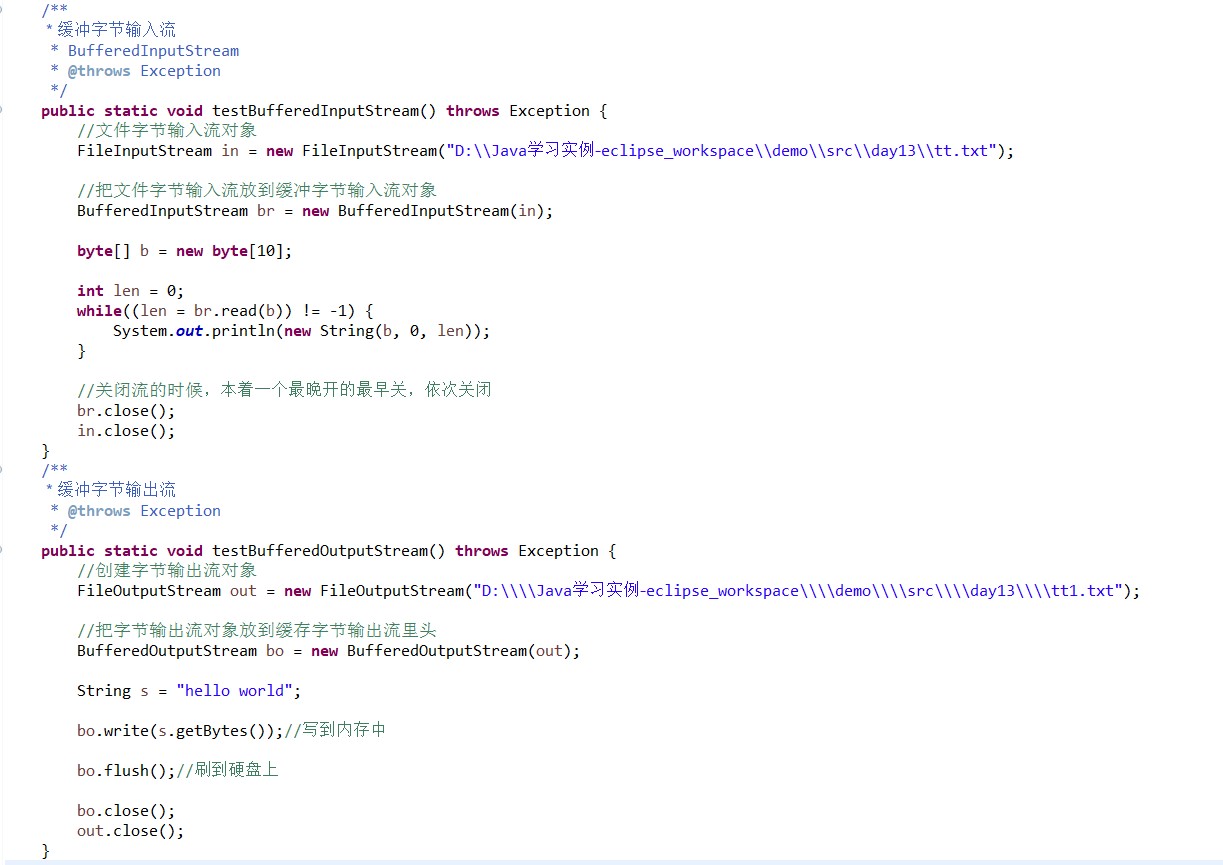 /**
 * 缓冲字节输入流
 * BufferedInputStream
 * @throws Exception
 */
public static void testBufferedInputStream() throws Exception {
    //文件字节输入流对象
    FileInputStream in = new FileInputStream("D:\\Java学习实例-eclipse_workspace\\demo\\src\\day13\\tt.txt");

    //把文件字节输入流放到缓冲字节输入流对象
    BufferedInputStream br = new BufferedInputStream(in);

    byte[] b = new byte[10];

    int len = 0;
    while((len = br.read(b)) != -1) {
        System.out.println(new String(b, 0, len));
    }

    //关闭流的时候，本着一个最晚开的最早关，依次关闭
    br.close();
    in.close();
}
/**
 * 缓冲字节输出流
 * @throws Exception
 */
public static void testBufferedOutputStream() throws Exception {
    //创建字节输出流对象
    FileOutputStream out = new FileOutputStream("D:\\\\Java学习实例-eclipse_workspace\\\\demo\\\\src\\\\day13\\\\tt1.txt");

    //把字节输出流对象放到缓存字节输出流里头
    BufferedOutputStream bo = new BufferedOutputStream(out);

    String s = "hello world";

    bo.write(s.getBytes());//写到内存中

    bo.flush();//刷到硬盘上

    bo.close();
    out.close();
}